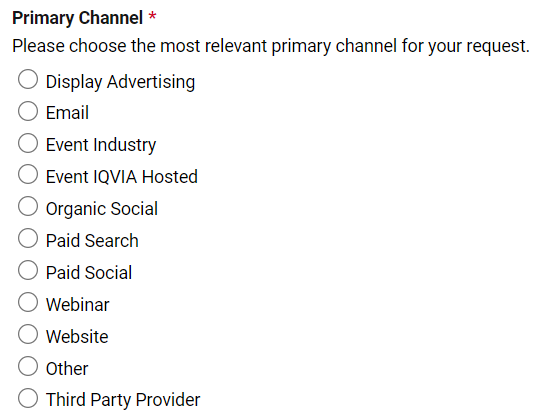 Primary Channel *
Please choose the most relevant primary channel for your request.
Display Advertising
Email
Event Industry
Event IQVIA Hosted
Organic Social
Paid Search
Paid Social
Webinar
Website
Other
Third Party Provider